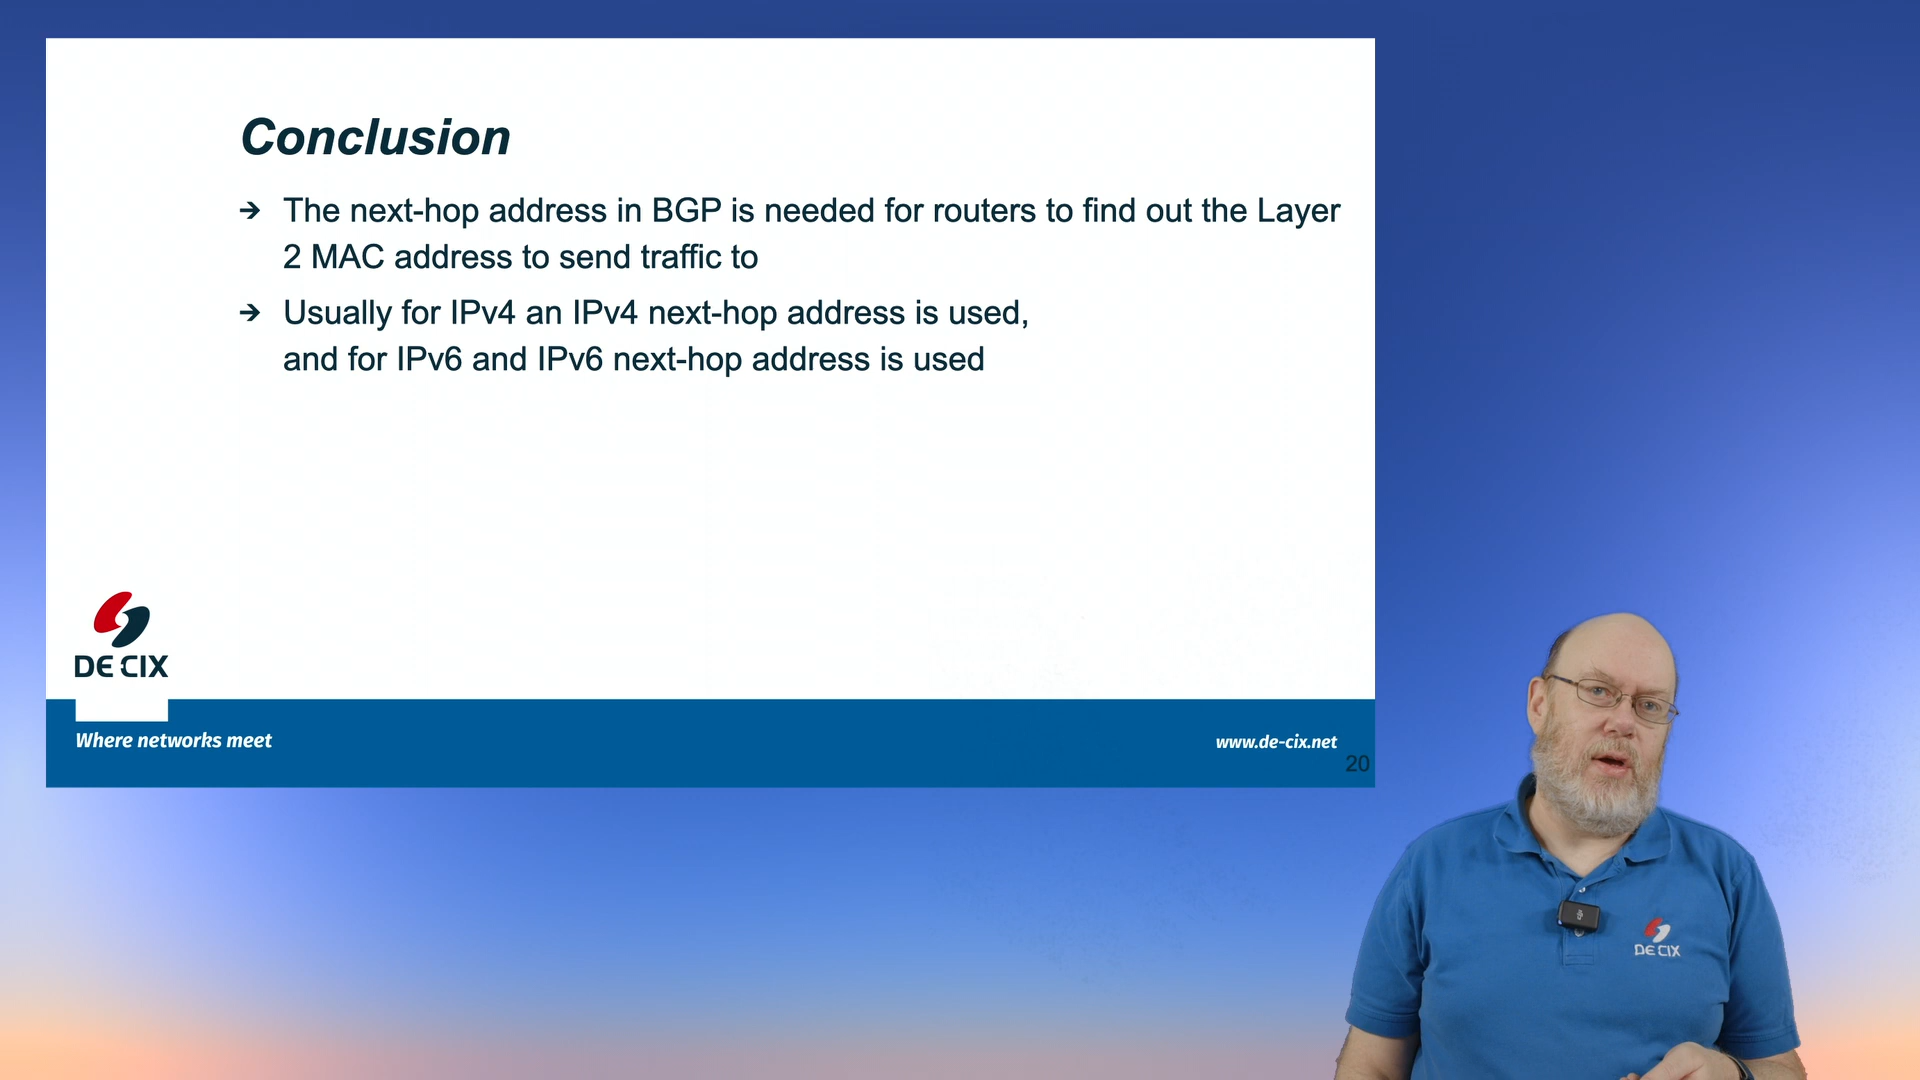 Conclusion
➔ The next-hop address in BGP is needed for routers to find out the Layer
2 MAC address to send traffic to
➔ Usually for IPv4 an IPv4 next-hop address is used,
and for IPv6 and IPv6 next-hop address is used
DE CIX
Where networks meet
www.de-cix.net
20
DE CIX